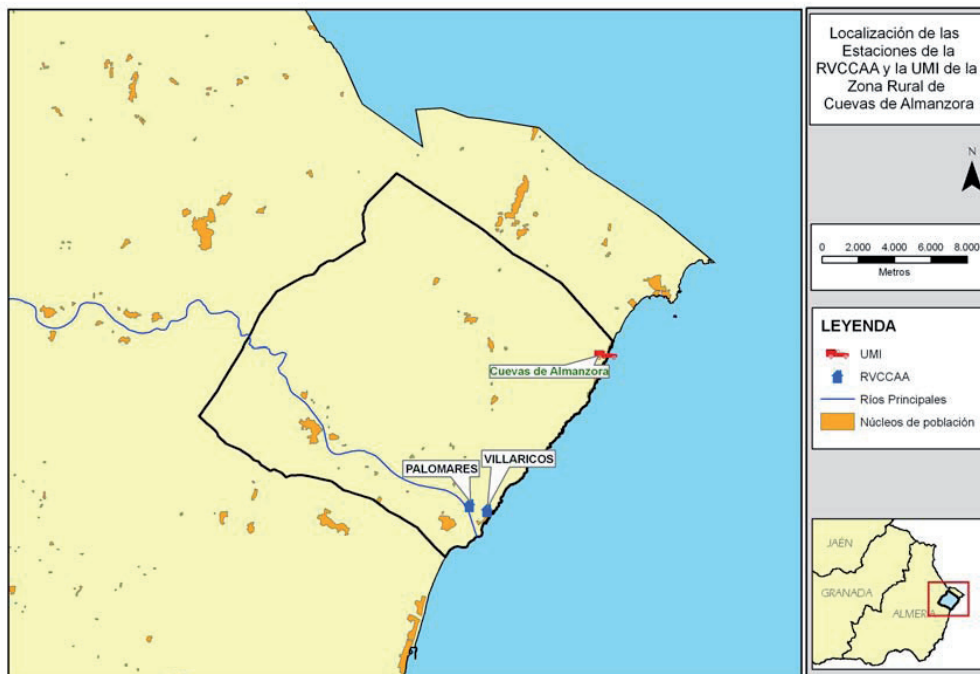 Localización de las
Estaciones de la
RVCCAA y la UMI de la
Zona Rural de
Cuevas de Almanzora
N
0 2.000 4.000 6.000 8.000
Metros
LEYENDA
UMI
RVCCAA
Ríos Principales
Núcleos de población
Cuevas de Almanzora
PALOMARES
VILLARICOS
JAÉN
GRANADA
ALMERÍA